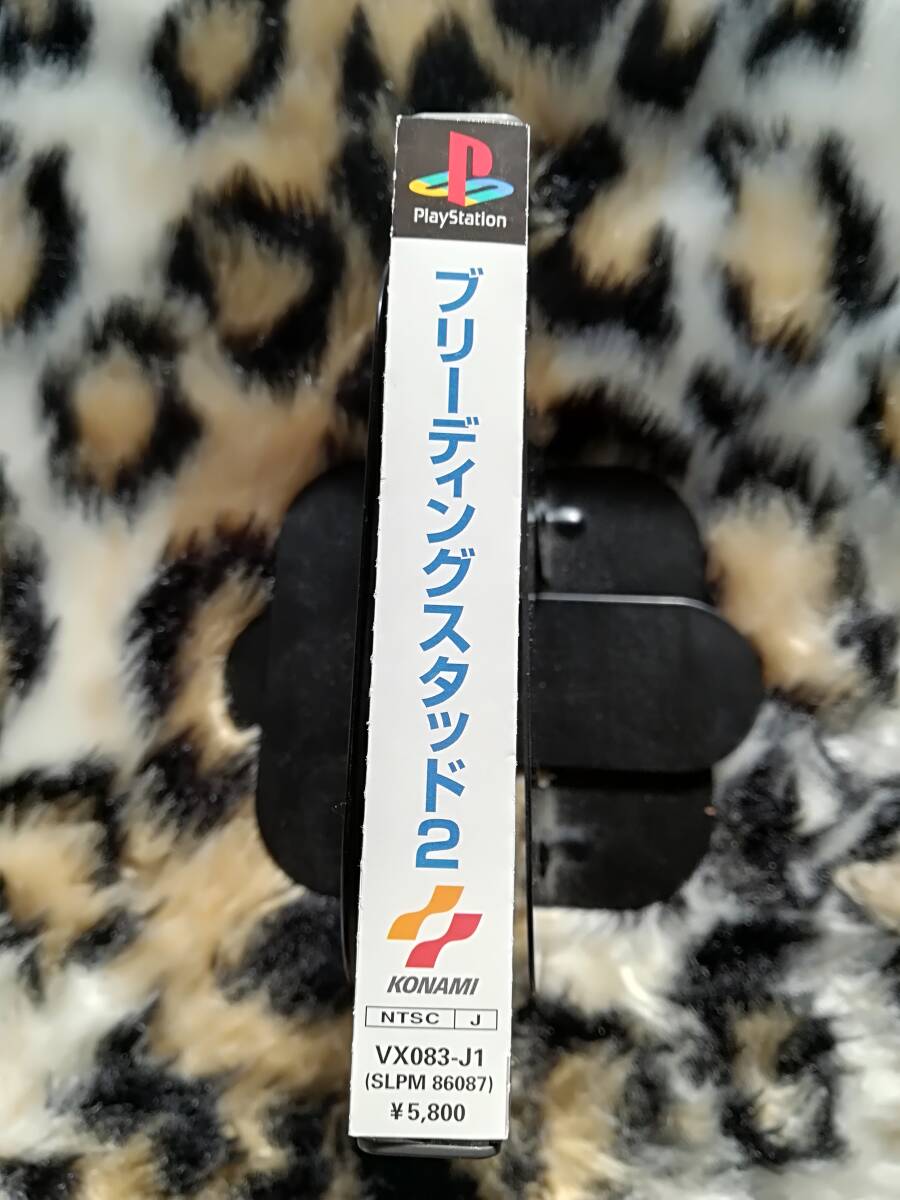 PlayStation
ブリーディングスタッド2
KONAMI
NTSC J
VX083-J1
(SLPM 86087)
¥5,800